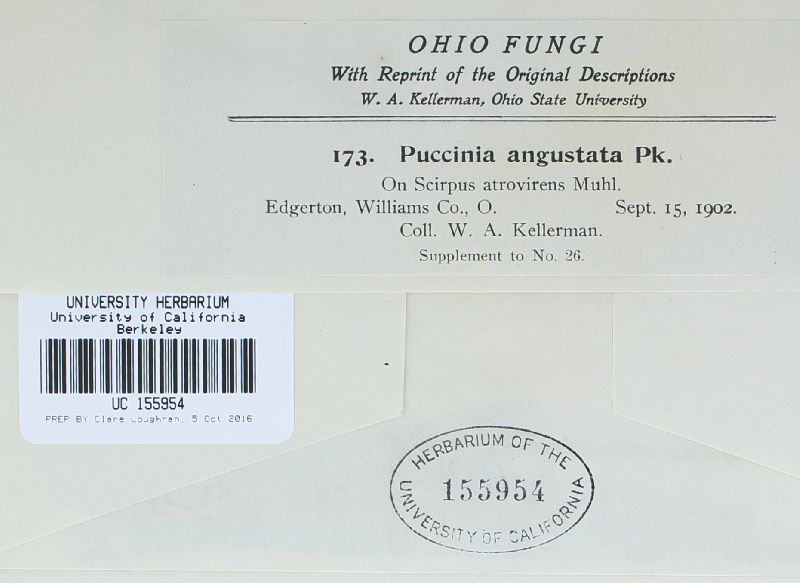 OHIO FUNGI
With Reprint of the Original Descriptions
W. A. Kellerman, Ohio State University
173. Puccinia angustata Pk.
On Scirpus atrovirens Muhl.
Edgerton, Williams Co., O. Sept. 15, 1902.
Coll. W. A. Kellerman.
Supplement to No. 26.
UNIVERSITY HERBARIUM
University of California
Berkeley
UC 155954
PREP BY Clare Loughran, 5 Oct 2016
HERBARIUM OF THE
155954
UNIVERSITY OF CALIFORNIA